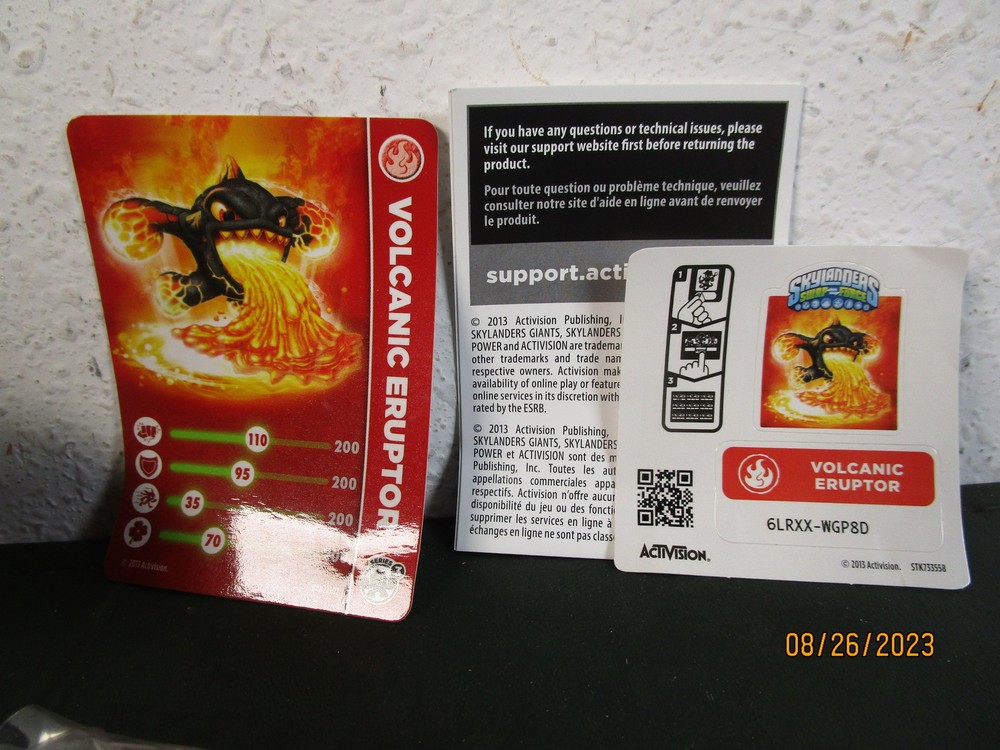 VOLCANIC ERUPTOR
110 200
95 200
35 200
70
© 2013 Activision.
SERIES
If you have any questions or technical issues, please
visit our support website first before returning the
product.
Pour toute question ou problème technique, veuillez
consulter notre site d'aide en ligne avant de renvoyer
le produit.
support.acti
© 2013 Activision Publishing,
SKYLANDERS GIANTS, SKYLANDERS
POWER and ACTIVISION are tradema
other trademarks and trade nam
respective owners. Activision mak
availability of online play or feature
online services in its discretion with
rated by the ESRB.
© 2013 Activision Publishing,
SKYLANDERS GIANTS, SKYLANDERS
POWER et ACTIVISION sont des m
Publishing, Inc. Toutes les aut
appellations commerciales appa
respectifs. Activision n'offre aucur
disponibilité du jeu ou des fonctio
supprimer les services en ligne à
échanges en ligne ne sont pas class
1
2
3
SKYLANDERS
SWAP FORCE
VOLCANIC
ERUPTOR
6LRXX-WGP8D
ACTIVISION.
© 2013 Activision. STK733558
08/26/2023